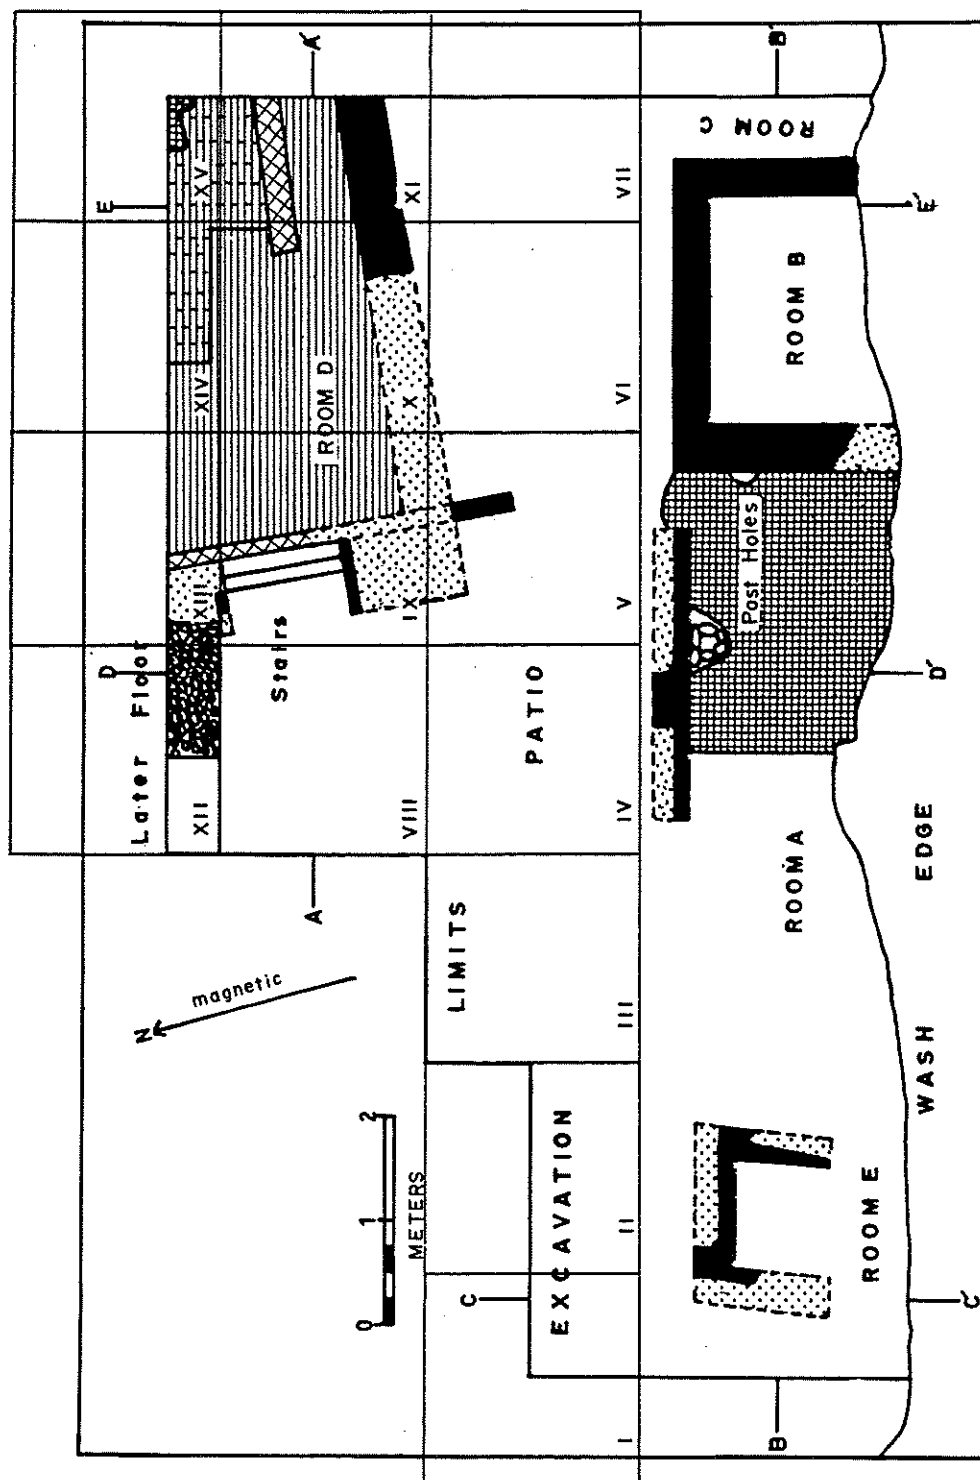 D
E
N
Later Floor
XII
XIII
XIV
XV
magnetic
Stairs
A
A'
ROOM D
0 1 2
METERS
VIII
IX
X
XI
LIMITS
C
PATIO
EXCAVATION
I
II
III
IV
V
VI
VII
Post Holes
ROOM C
B
B'
ROOM A
ROOM B
ROOM E
WASH EDGE
C'
D'
E'